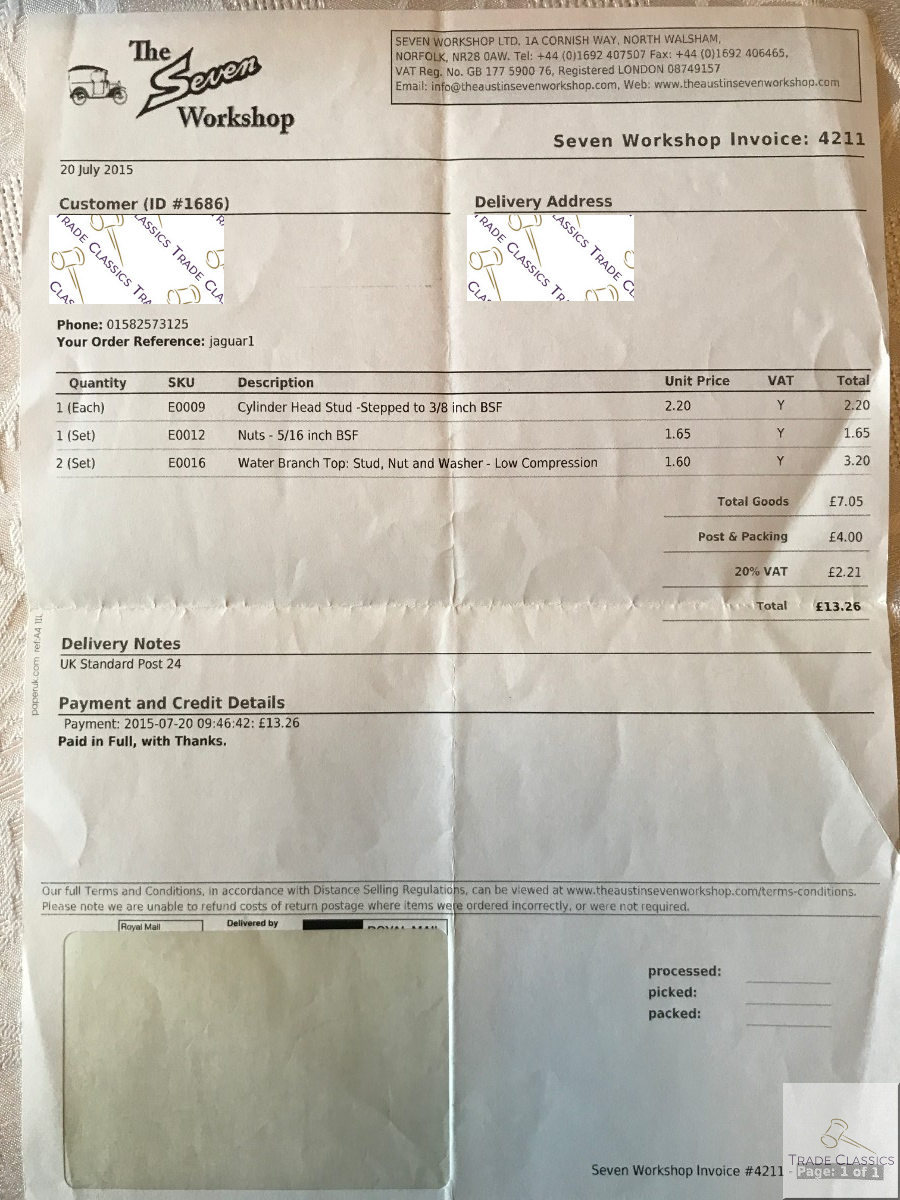 The
Seven
Workshop
SEVEN WORKSHOP LTD, 1A CORNISH WAY, NORTH WALSHAM,
NORFOLK, NR28 0AW. Tel: +44 (0)1692 407507 Fax: +44 (0)1692 406465,
VAT Reg. No. GB 177 5900 76, Registered LONDON 08749157
Email: info@theaustinsevenworkshop.com, Web: www.theaustinsevenworkshop.com
Seven Workshop Invoice: 4211
20 July 2015
Customer (ID #1686)
Delivery Address
TRADE CLASSICS TRADE CLASSICS
TRADE CLASSICS TRADE CLASSICS
Phone: 01582573125
Your Order Reference: jaguar1
Quantity SKU Description Unit Price VAT Total
1 (Each) E0009 Cylinder Head Stud -Stepped to 3/8 inch BSF 2.20 Y 2.20
1 (Set) E0012 Nuts - 5/16 inch BSF 1.65 Y 1.65
2 (Set) E0016 Water Branch Top: Stud, Nut and Washer - Low Compression 1.60 Y 3.20
Total Goods £7.05
Post & Packing £4.00
20% VAT £2.21
Total £13.26
paperuk.com ref:A4
Delivery Notes
UK Standard Post 24
Payment and Credit Details
Payment: 2015-07-20 09:46:42: £13.26
Paid in Full, with Thanks.
Our full Terms and Conditions, in accordance with Distance Selling Regulations, can be viewed at www.theaustinsevenworkshop.com/terms-conditions.
Please note we are unable to refund costs of return postage where items were ordered incorrectly, or were not required.
Royal Mail
Delivered by
ROYAL MAIL
processed:
picked:
packed:
TRADE CLASSICS
Seven Workshop Invoice #4211 - Page: 1 of 1